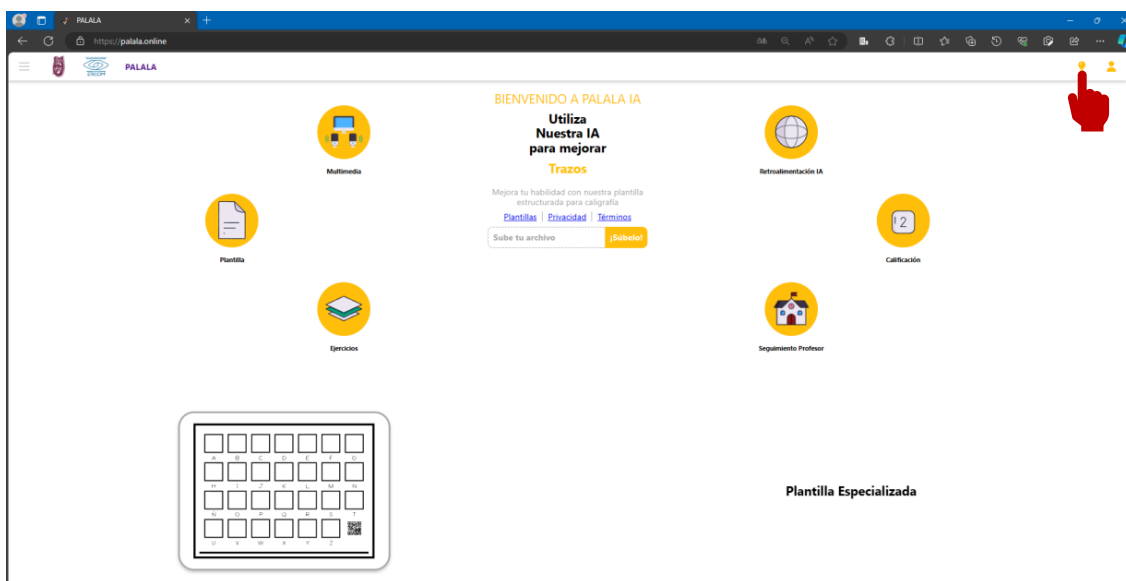 PALALA
https://palala.online
ESCOM
PALALA
BIENVENIDO A PALALA IA
Utiliza
Nuestra IA
para mejorar
Trazos
Mejora tu habilidad con nuestra plantilla
estructurada para caligrafía
Plantillas | Privacidad | Términos
Sube tu archivo ¡Súbelo!
Multimedia
Retroalimentación IA
Plantilla
12
Calificación
Ejercicios
Seguimiento Profesor
A B C D E F G
H I J K L M N
Ñ O P Q R S T
U V W X Y Z
Plantilla Especializada